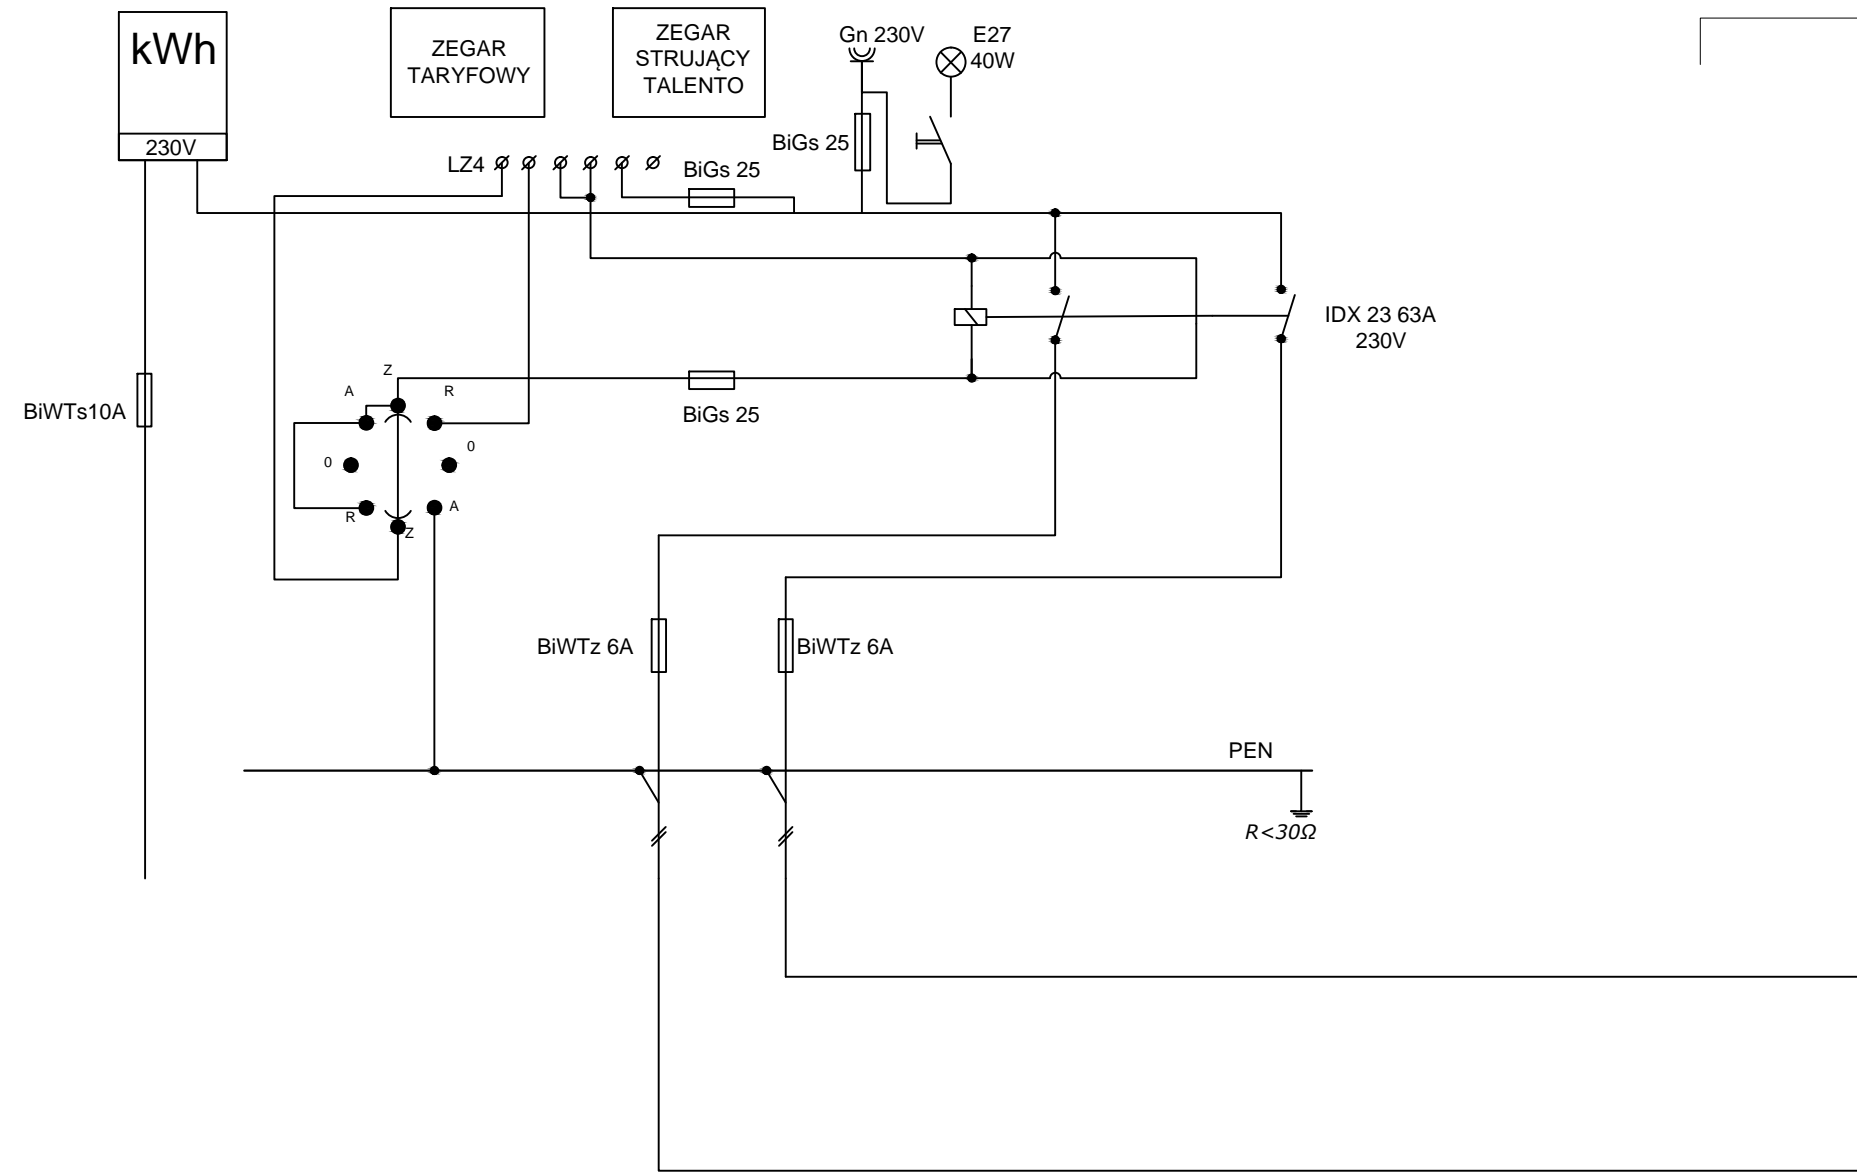 kWh
230V
ZEGAR
TARYFOWY
ZEGAR
STRUJĄCY
TALENTO
Gn 230V
E27
40W
BiGs 25
LZ4
BiGs 25
IDX 23 63A
230V
Z
A
R
BiWTs10A
BiGs 25
0
0
R
A
Z
BiWTz 6A
BiWTz 6A
PEN
R<30Ω